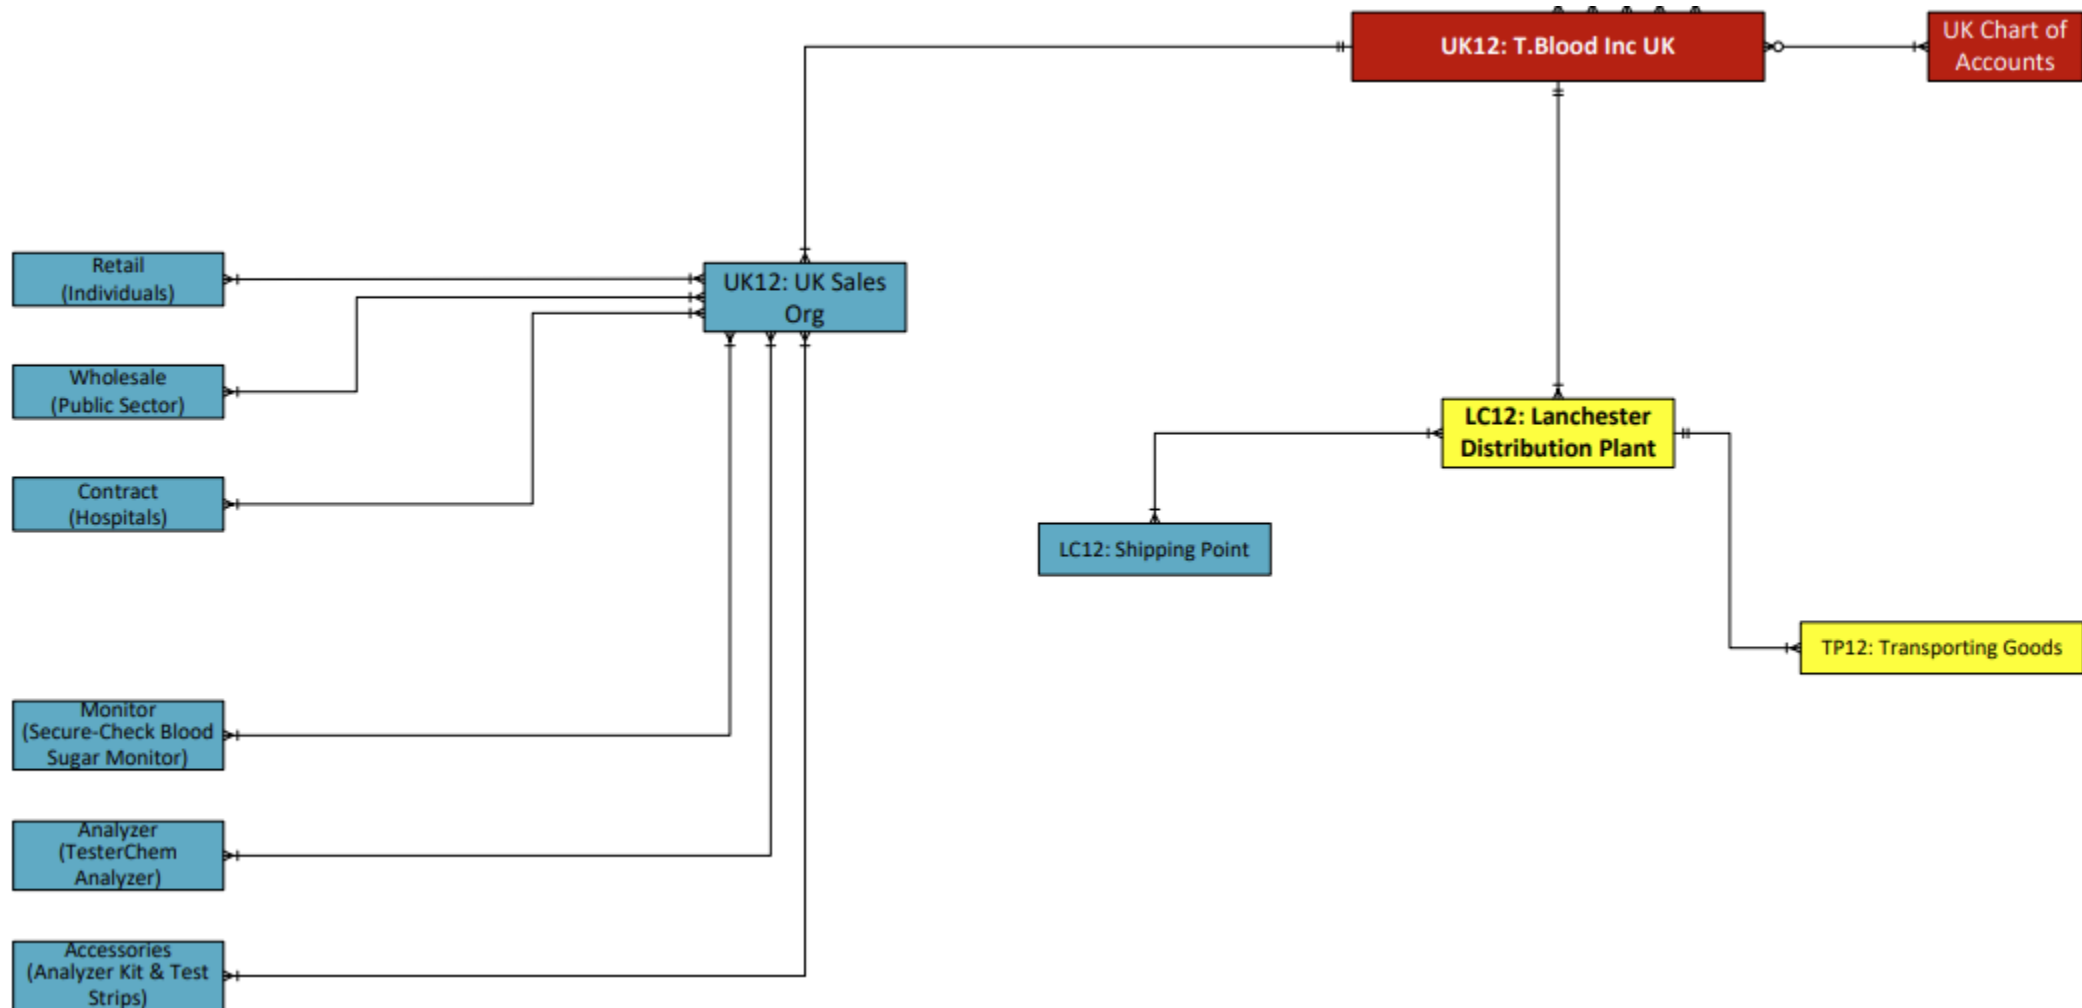 UK12: T.Blood Inc UK
UK Chart of
Accounts
Retail
(Individuals)
UK12: UK Sales
Org
Wholesale
(Public Sector)
LC12: Lanchester
Distribution Plant
Contract
(Hospitals)
LC12: Shipping Point
TP12: Transporting Goods
Monitor
(Secure-Check Blood
Sugar Monitor)
Analyzer
(TesterChem
Analyzer)
Accessories
(Analyzer Kit & Test
Strips)